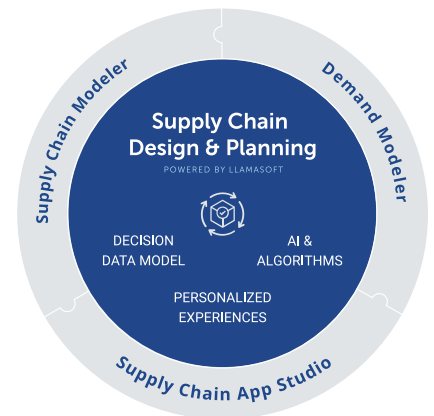 Supply Chain Modeler
Demand Modeler
Supply Chain
Design & Planning
POWERED BY LLAMASOFT
DECISION
DATA MODEL
AI &
ALGORITHMS
PERSONALIZED
EXPERIENCES
Supply Chain App Studio